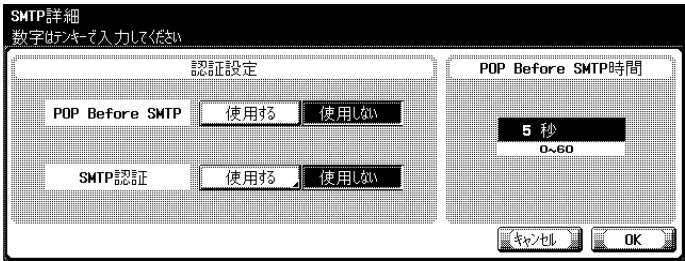 SMTP詳細
数字はテンキーで入力してください
認証設定
POP Before SMTP 使用する 使用しない
SMTP認証 使用する 使用しない
POP Before SMTP時間
5 秒
0~60
キャンセル OK